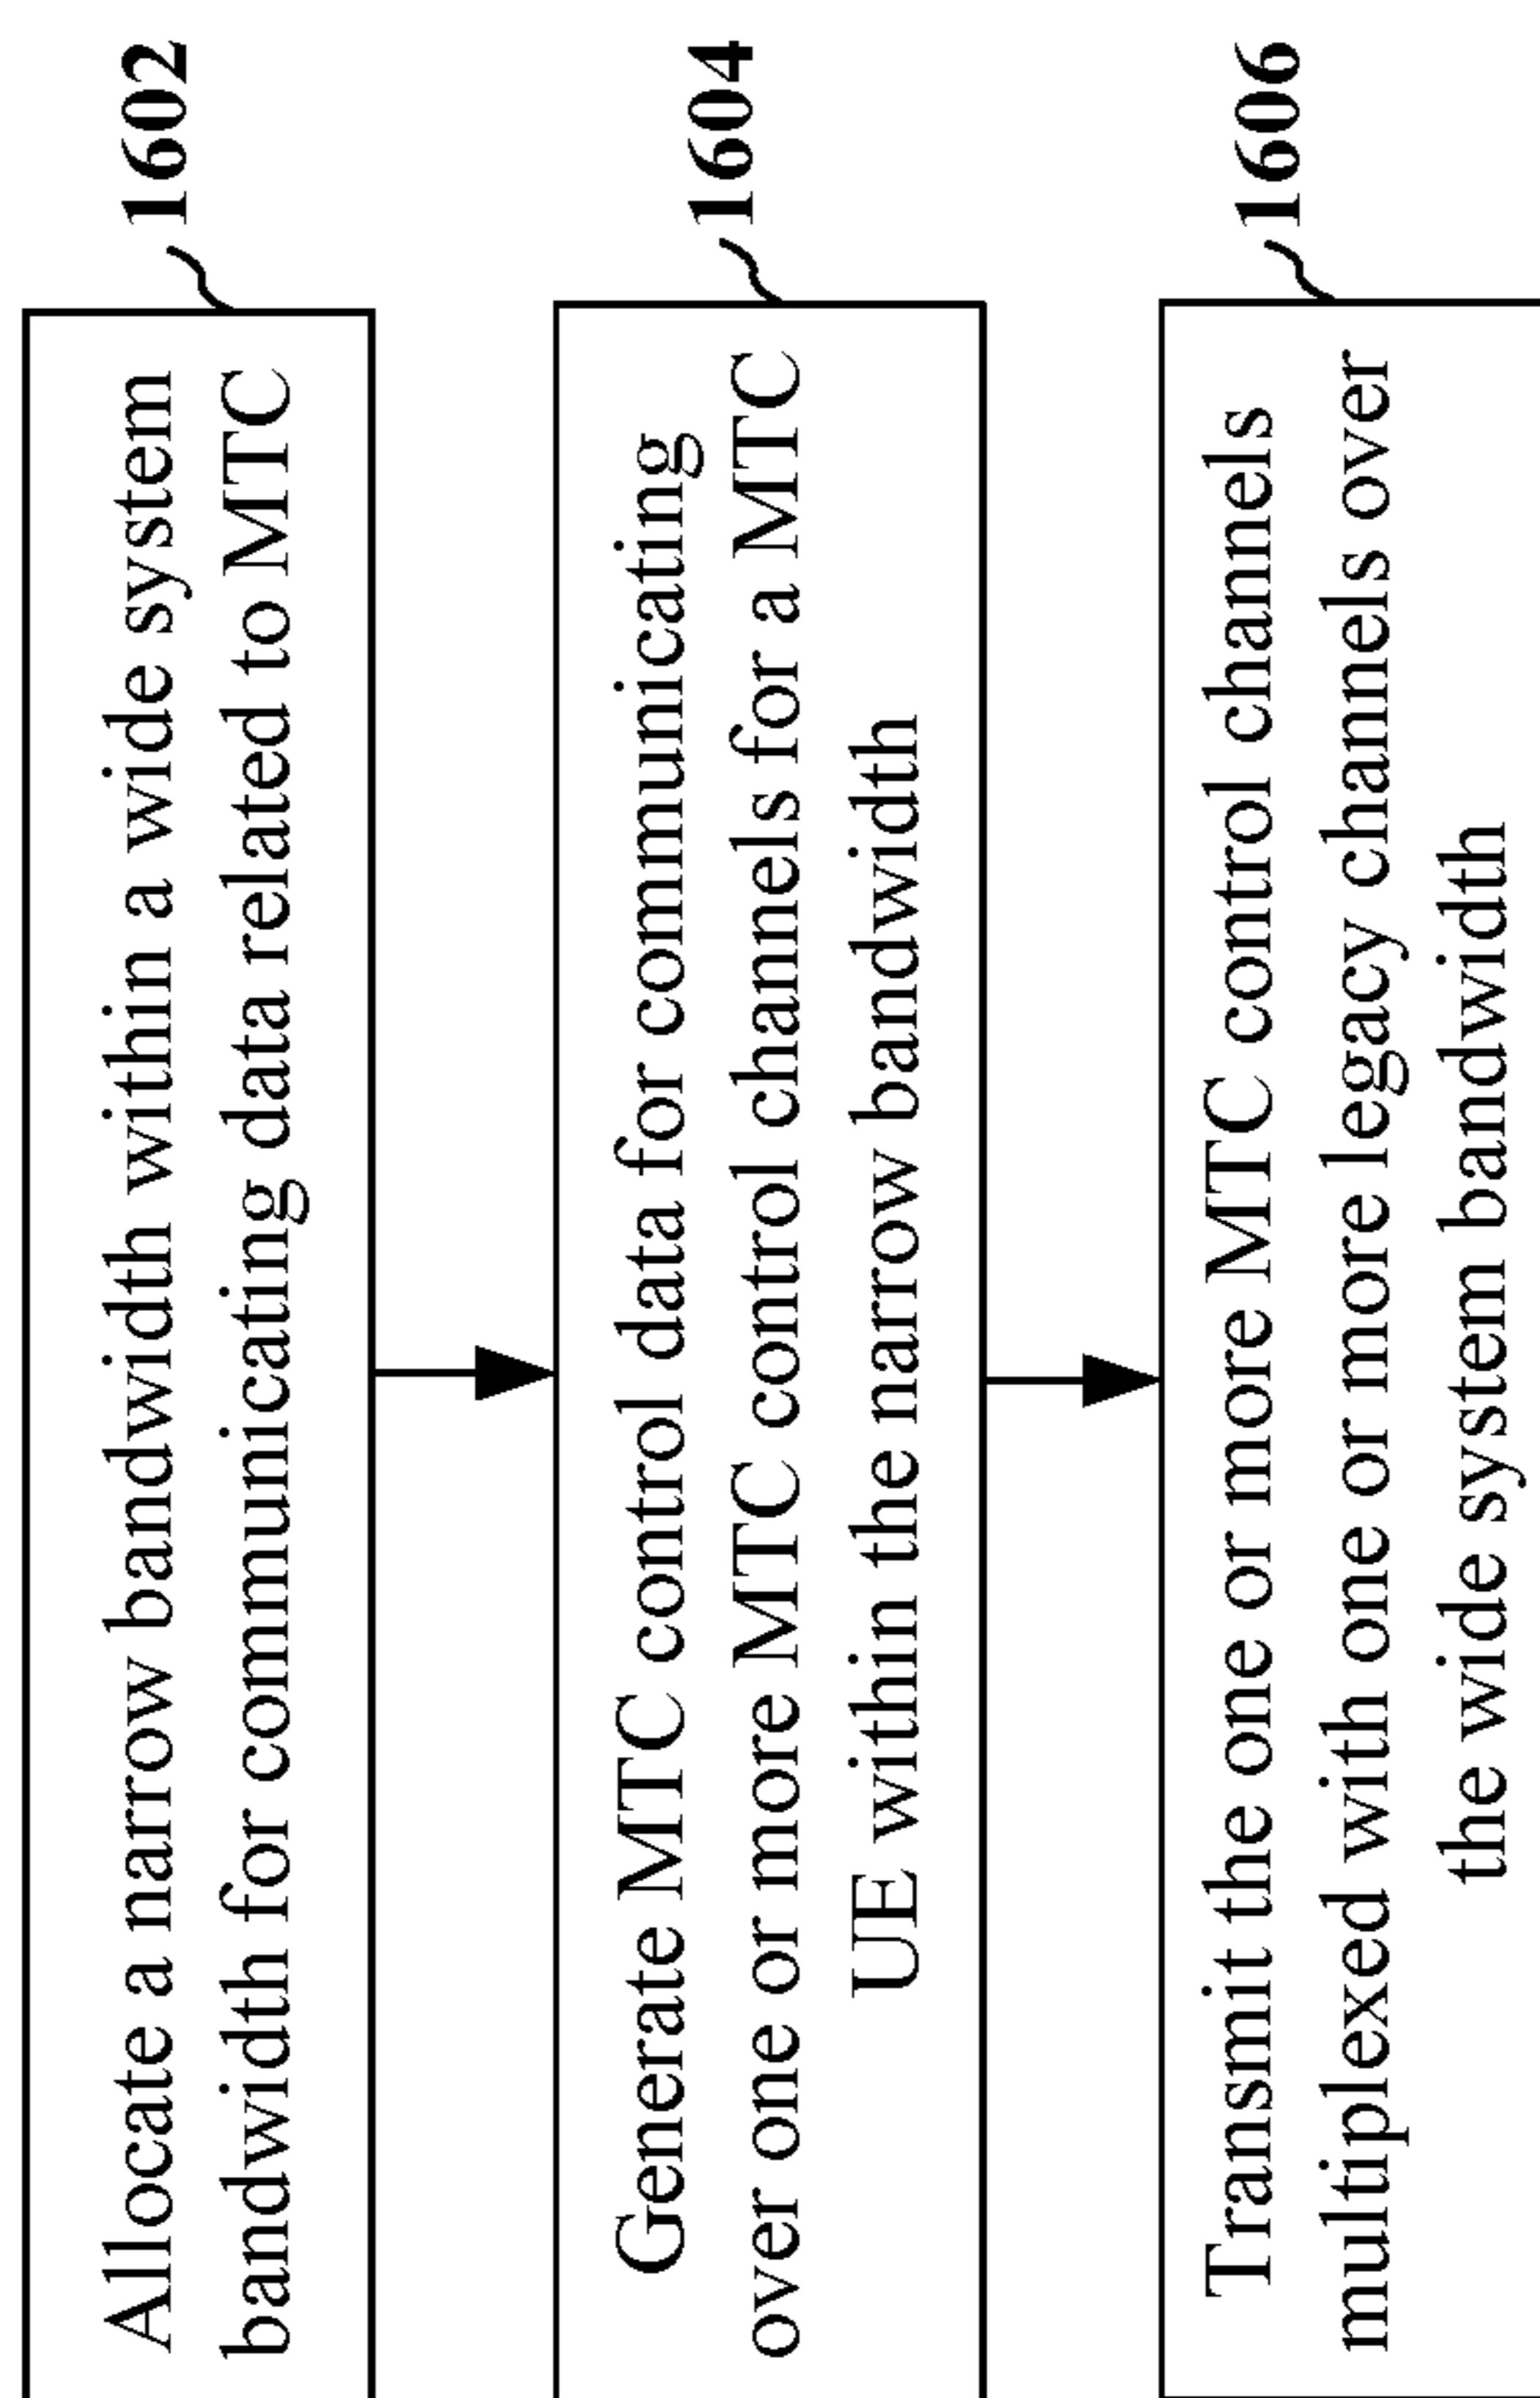 1602
Allocate a narrow bandwidth within a wide system
bandwidth for communicating data related to MTC
1604
Generate MTC control data for communicating
over one or more MTC control channels for a MTC
UE within the narrow bandwidth
1606
Transmit the one or more MTC control channels
multiplexed with one or more legacy channels over
the wide system bandwidth